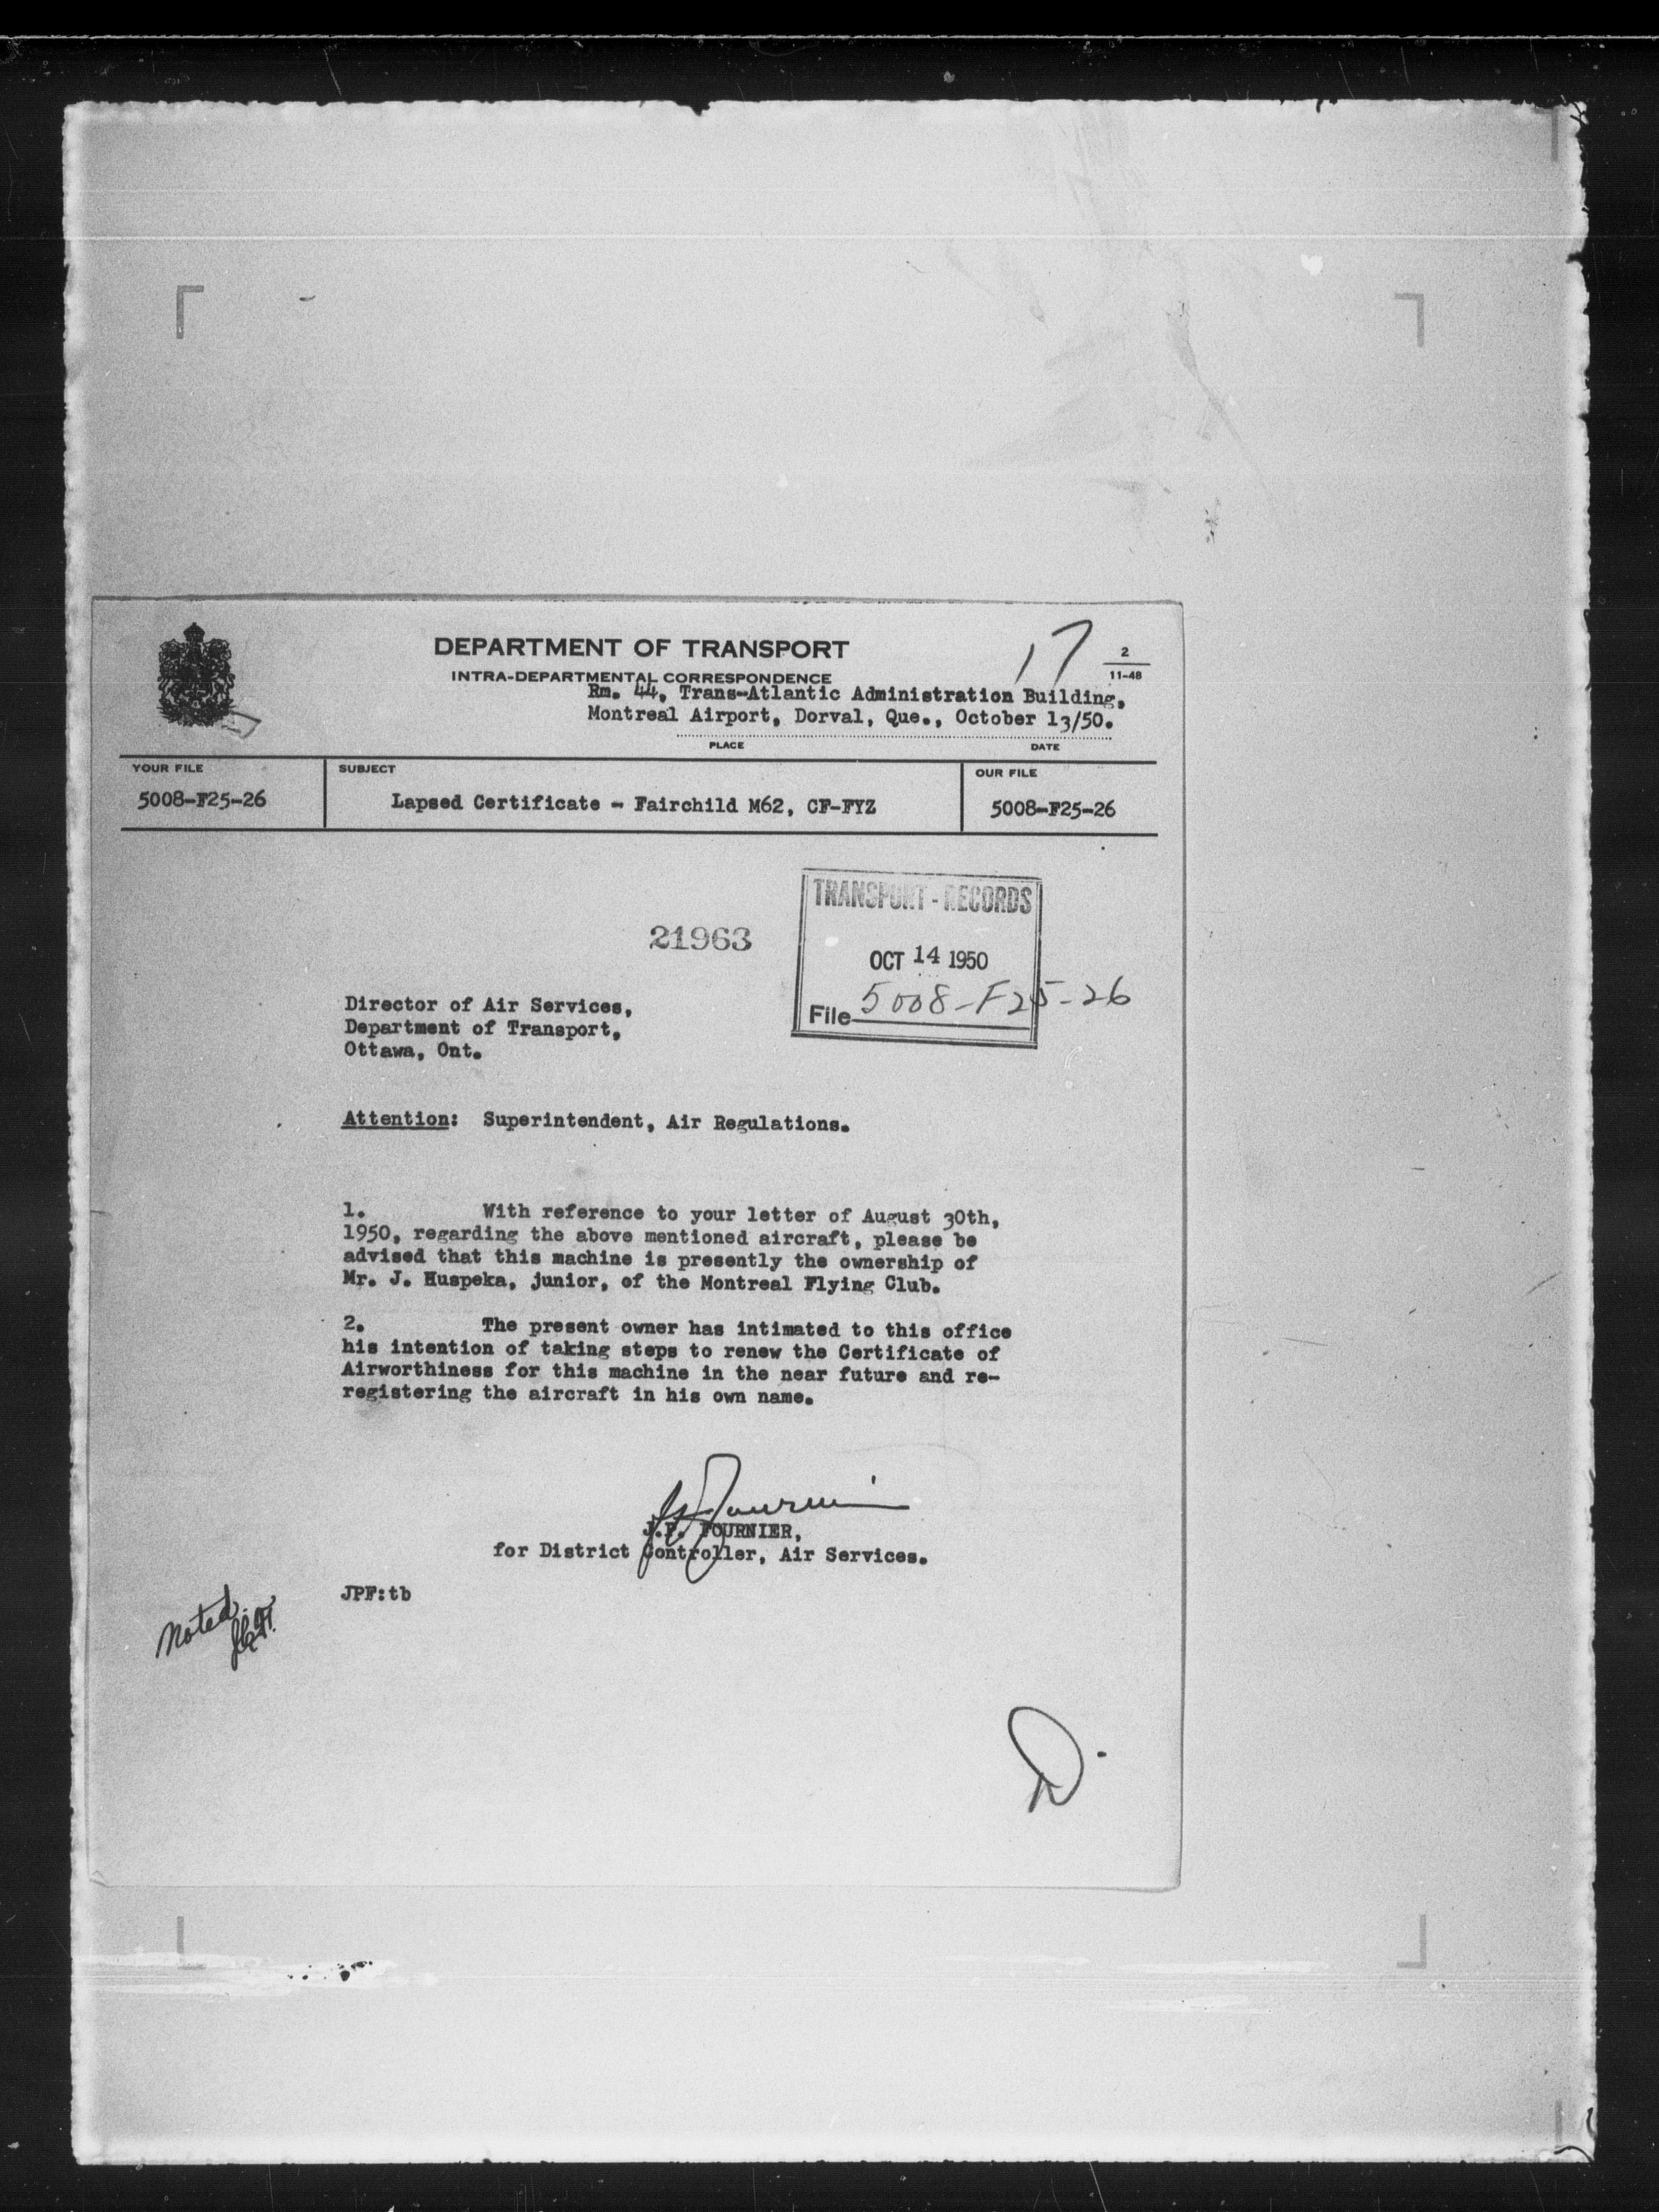 DEPARTMENT OF TRANSPORT
17
2
11-48
INTRA-DEPARTMENTAL CORRESPONDENCE
Rm. 44, Trans-Atlantic Administration Building,
Montreal Airport, Dorval, Que., October 13/50.
PLACE
DATE
YOUR FILE
5008-F25-26
SUBJECT
Lapsed Certificate - Fairchild M62, CF-FYZ
OUR FILE
5008-F25-26
TRANSPORT - RECORDS
OCT 14 1950
File 5008-F25-26
21963
Director of Air Services,
Department of Transport,
Ottawa, Ont.
Attention: Superintendent, Air Regulations.
1. With reference to your letter of August 30th,
1950, regarding the above mentioned aircraft, please be
advised that this machine is presently the ownership of
Mr. J. Huspeka, junior, of the Montreal Flying Club.
2. The present owner has intimated to this office
his intention of taking steps to renew the Certificate of
Airworthiness for this machine in the near future and re-
registering the aircraft in his own name.
J.P. Fournier
J.P. FOURNIER,
for District Controller, Air Services.
JPF:tb
Noted
D.